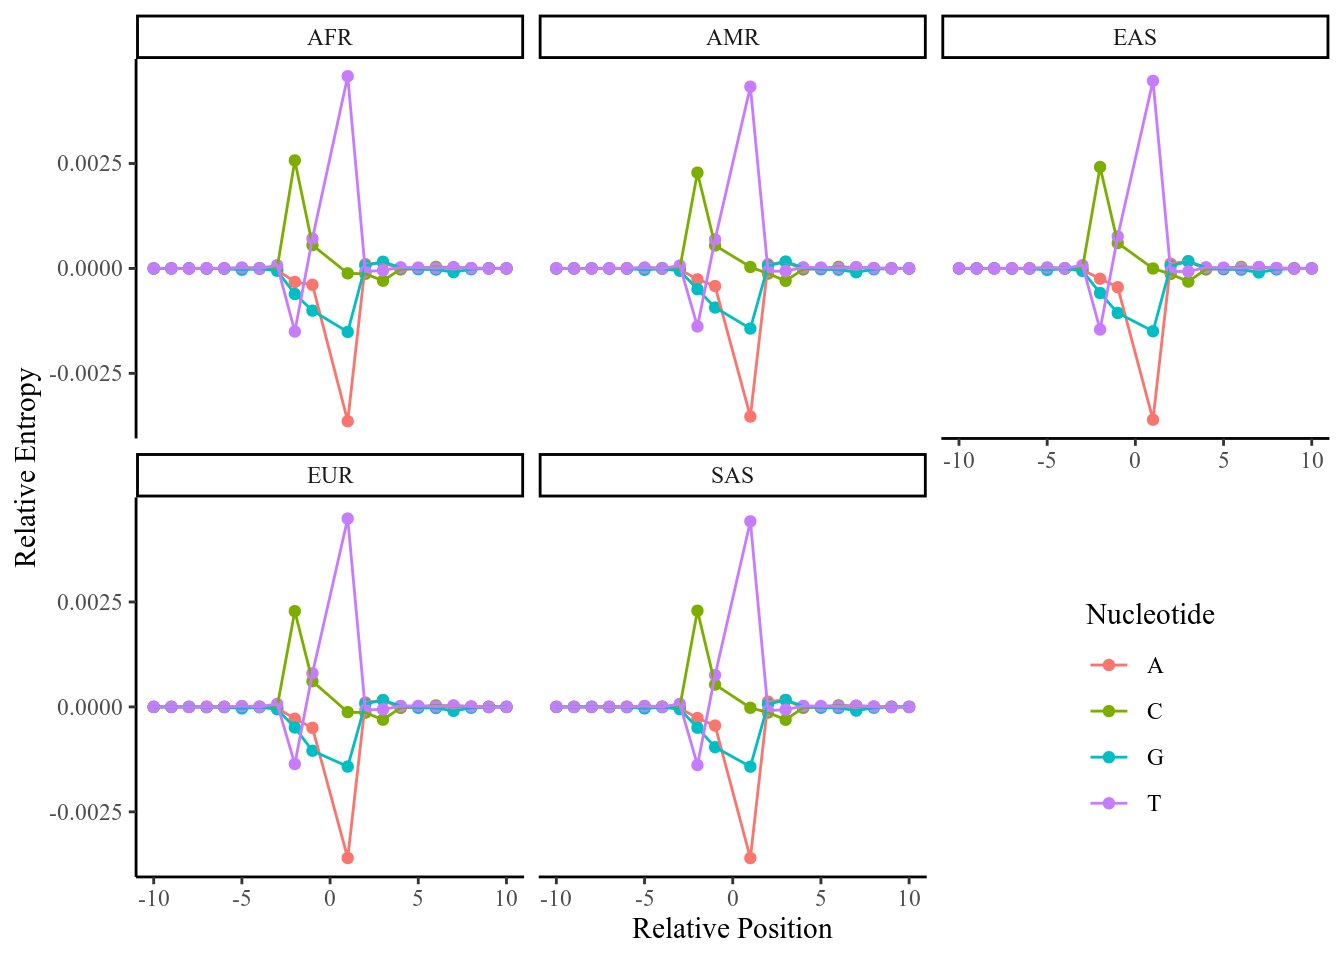 AFR AMR EAS
0.0025
0.0000
-0.0025
-10 -5 0 5 10
EUR SAS
0.0025
0.0000
-0.0025
-10 -5 0 5 10 -10 -5 0 5 10
Relative Entropy
Relative Position
Nucleotide
A
C
G
T